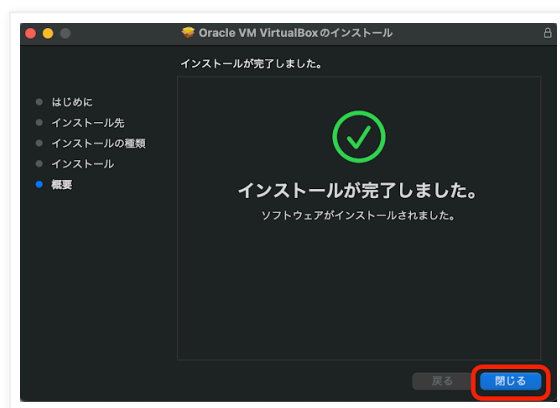 Oracle VM VirtualBoxのインストール
インストールが完了しました。
はじめに
インストール先
インストールの種類
インストール
概要
インストールが完了しました。
ソフトウェアがインストールされました。
戻る
閉じる